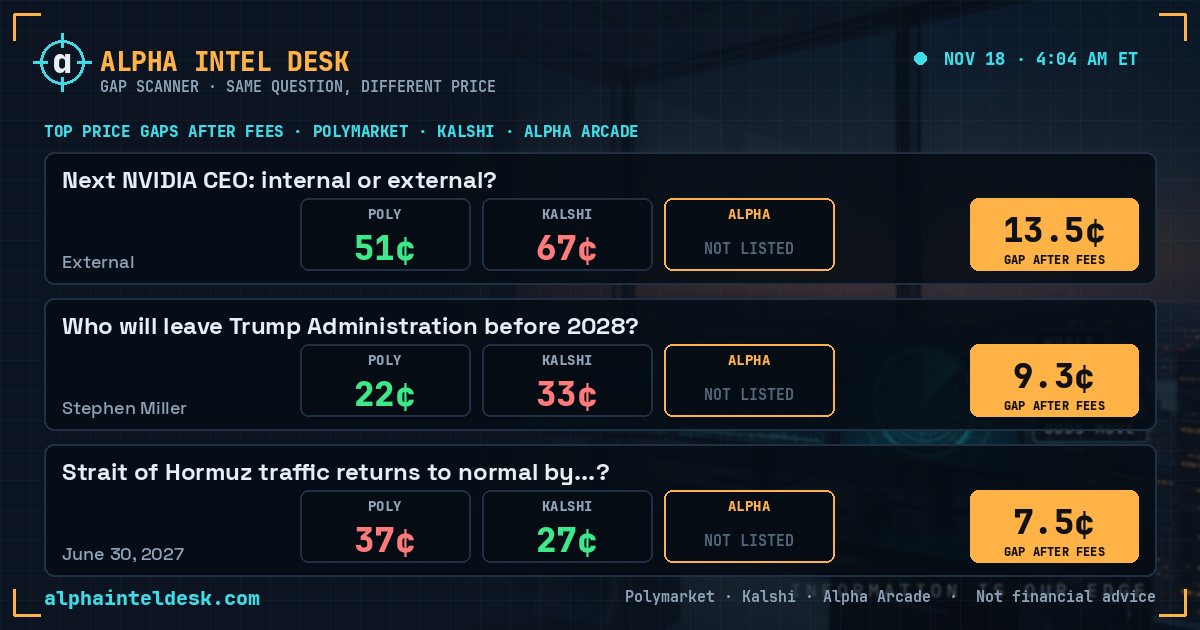 α
ALPHA INTEL DESK
GAP SCANNER · SAME QUESTION, DIFFERENT PRICE
NOV 18 · 4:04 AM ET
TOP PRICE GAPS AFTER FEES · POLYMARKET · KALSHI · ALPHA ARCADE
Next NVIDIA CEO: internal or external?
External
POLY
51¢
KALSHI
67¢
ALPHA
NOT LISTED
13.5¢
GAP AFTER FEES
Who will leave Trump Administration before 2028?
Stephen Miller
POLY
22¢
KALSHI
33¢
ALPHA
NOT LISTED
9.3¢
GAP AFTER FEES
Strait of Hormuz traffic returns to normal by...?
June 30, 2027
POLY
37¢
KALSHI
27¢
ALPHA
NOT LISTED
7.5¢
GAP AFTER FEES
INFORMATION IS OUR EDGE
alphainteldesk.com
Polymarket · Kalshi · Alpha Arcade · Not financial advice